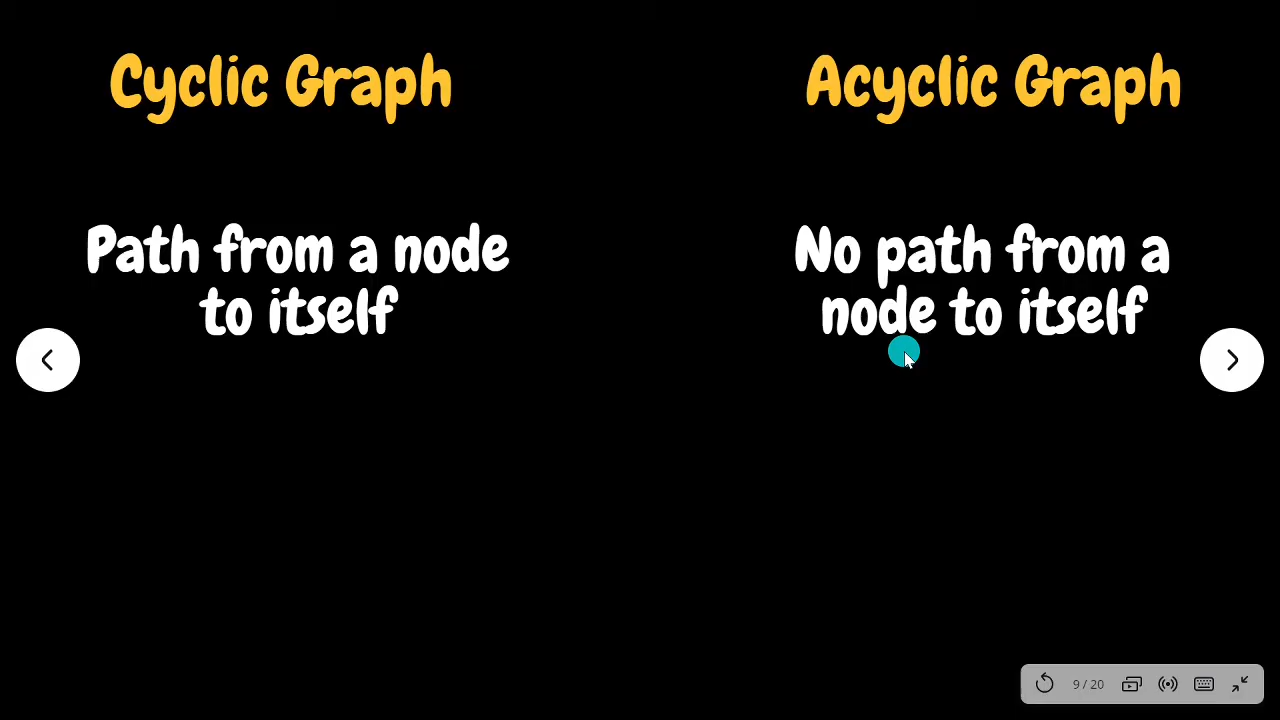 Cyclic Graph
Path from a node
to itself
Acyclic Graph
No path from a
node to itself
9 / 20